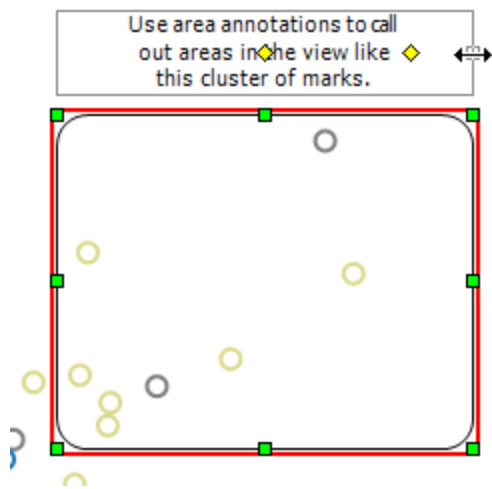 Use area annotations to call
out areas in the view like
this cluster of marks.